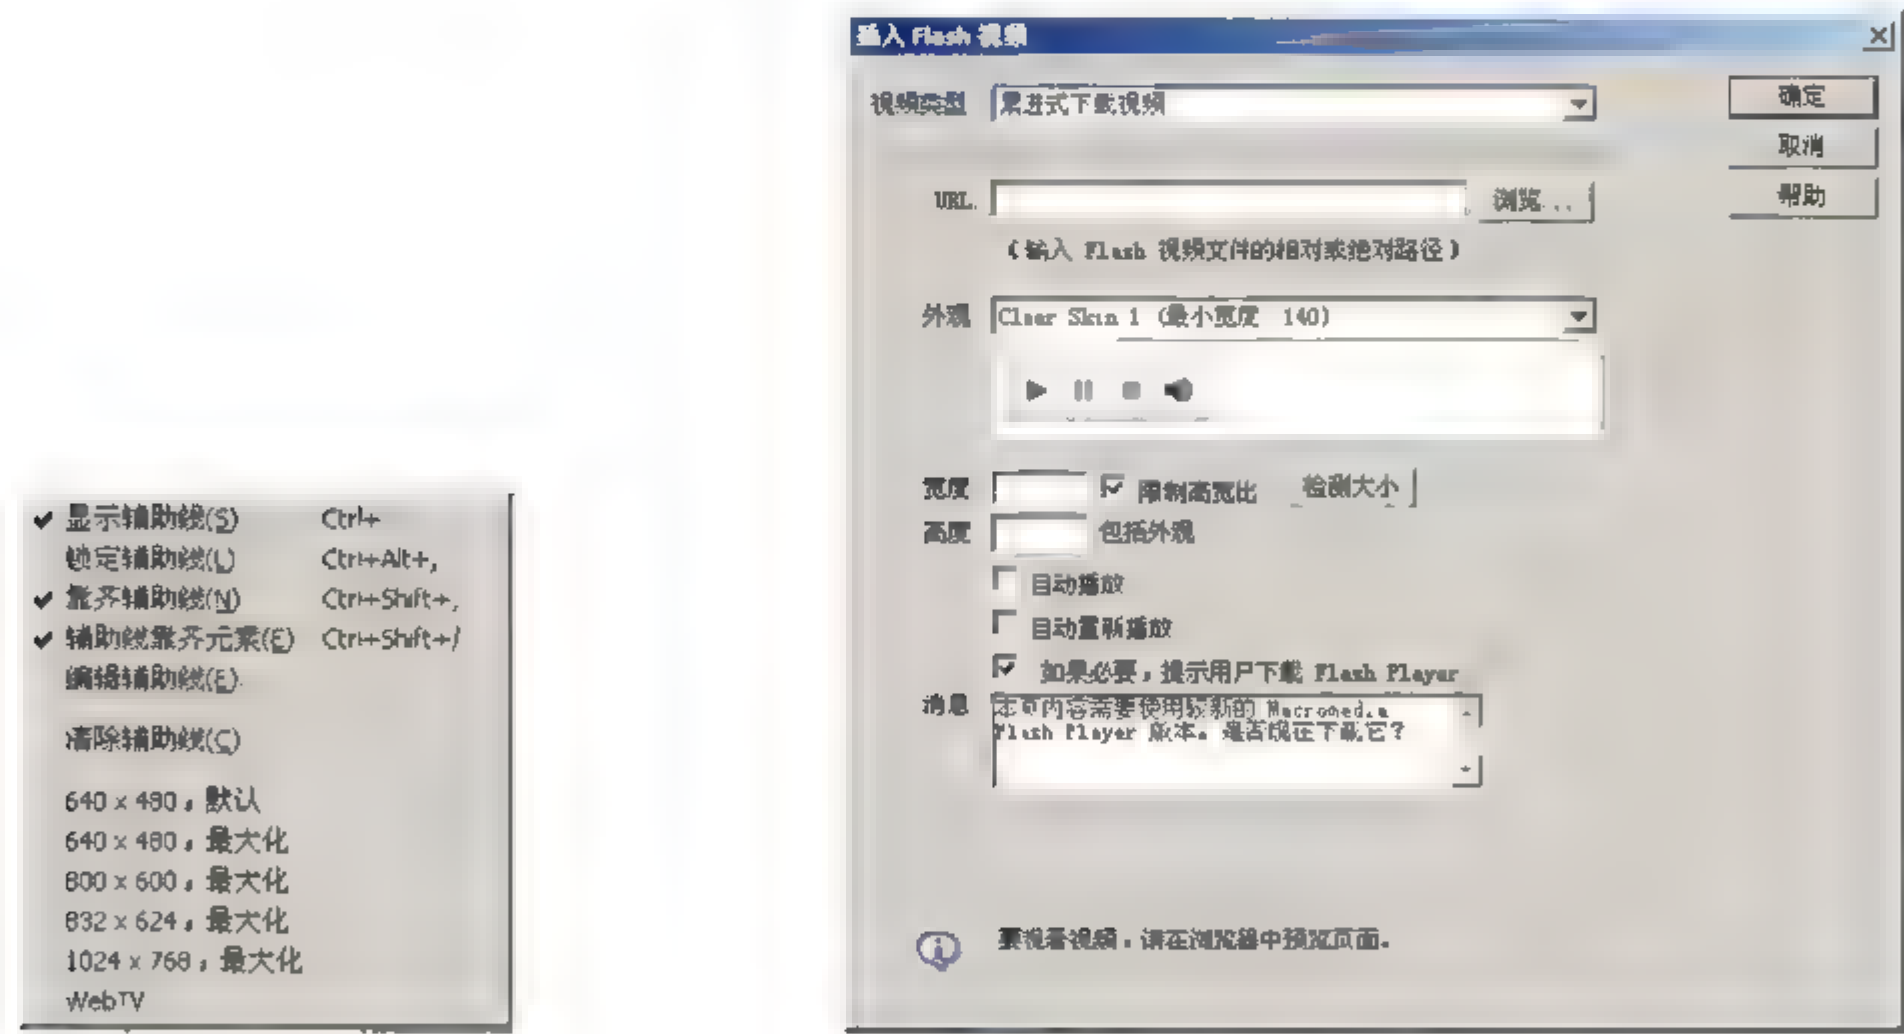 显示辅助线(S) Ctrl+
锁定辅助线(L) Ctrl+Alt+,
靠齐辅助线(N) Ctrl+Shift+,
辅助线靠齐元素(E) Ctrl+Shift+/
编辑辅助线(E).
清除辅助线(C)
640 x 480，默认
640 x 480，最大化
800 x 600，最大化
832 x 624，最大化
1024 x 768，最大化
WebTV
插入 Flash 视频
视频类型 累进式下载视频
确定
取消
帮助
URL. 浏览...
(输入 Flash 视频文件的相对或绝对路径)
外观 Clear Skin 1 (最小宽度 140)
宽度 限制高宽比 检测大小
高度 包括外观
自动播放
自动重新播放
如果必要，提示用户下载 Flash Player
消息 本页内容需要使用较新的 Macromedia
Flash Player 版本。是否现在下载它？
要观看视频，请在浏览器中预览页面。